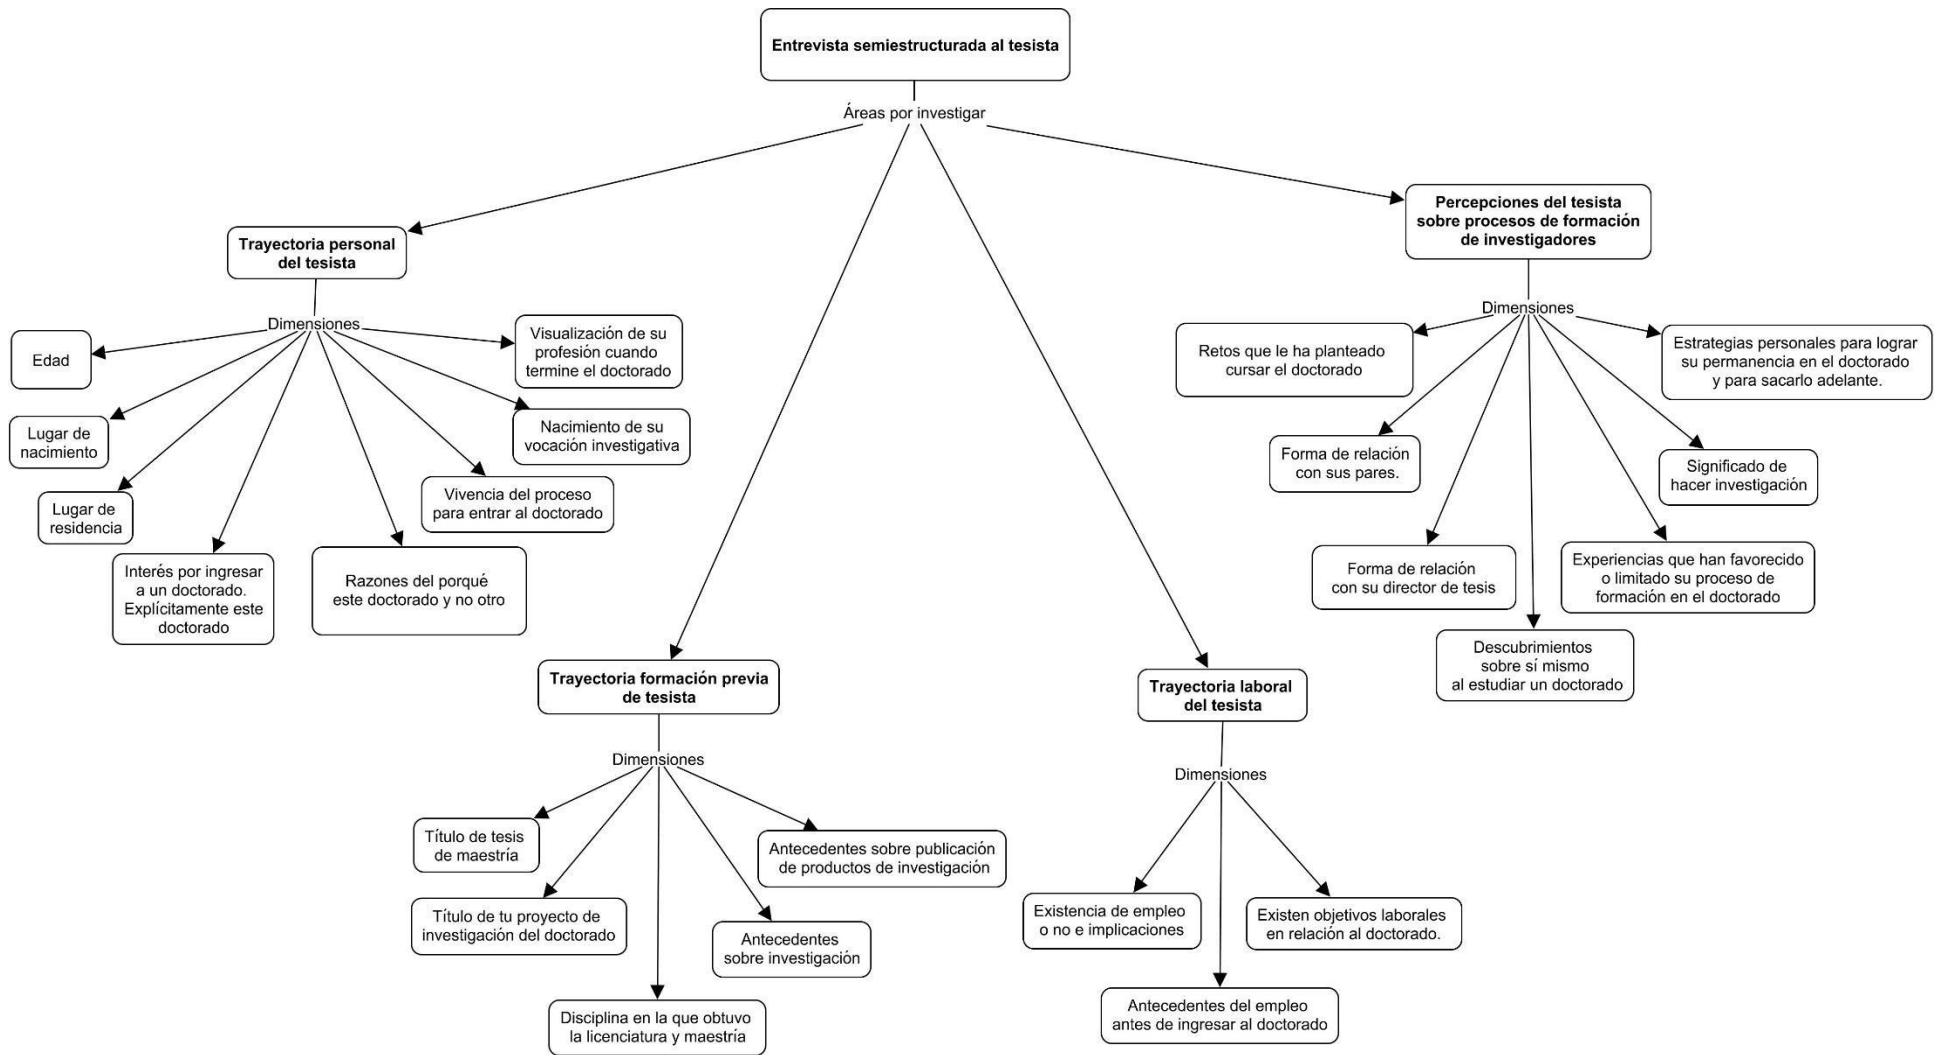 Entrevista semiestructurada al tesista
Áreas por investigar
Trayectoria personal
del tesista
Dimensiones
Edad
Lugar de
nacimiento
Lugar de
residencia
Interés por ingresar
a un doctorado.
Explícitamente este
doctorado
Razones del porqué
este doctorado y no otro
Vivencia del proceso
para entrar al doctorado
Nacimiento de su
vocación investigativa
Visualización de su
profesión cuando
termine el doctorado
Trayectoria formación previa
de tesista
Dimensiones
Título de tesis
de maestría
Título de tu proyecto de
investigación del doctorado
Disciplina en la que obtuvo
la licenciatura y maestría
Antecedentes
sobre investigación
Antecedentes sobre publicación
de productos de investigación
Trayectoria laboral
del tesista
Dimensiones
Existencia de empleo
o no e implicaciones
Antecedentes del empleo
antes de ingresar al doctorado
Existen objetivos laborales
en relación al doctorado.
Percepciones del tesista
sobre procesos de formación
de investigadores
Dimensiones
Retos que le ha planteado
cursar el doctorado
Forma de relación
con sus pares.
Forma de relación
con su director de tesis
Descubrimientos
sobre sí mismo
al estudiar un doctorado
Experiencias que han favorecido
o limitado su proceso de
formación en el doctorado
Significado de
hacer investigación
Estrategias personales para lograr
su permanencia en el doctorado
y para sacarlo adelante.